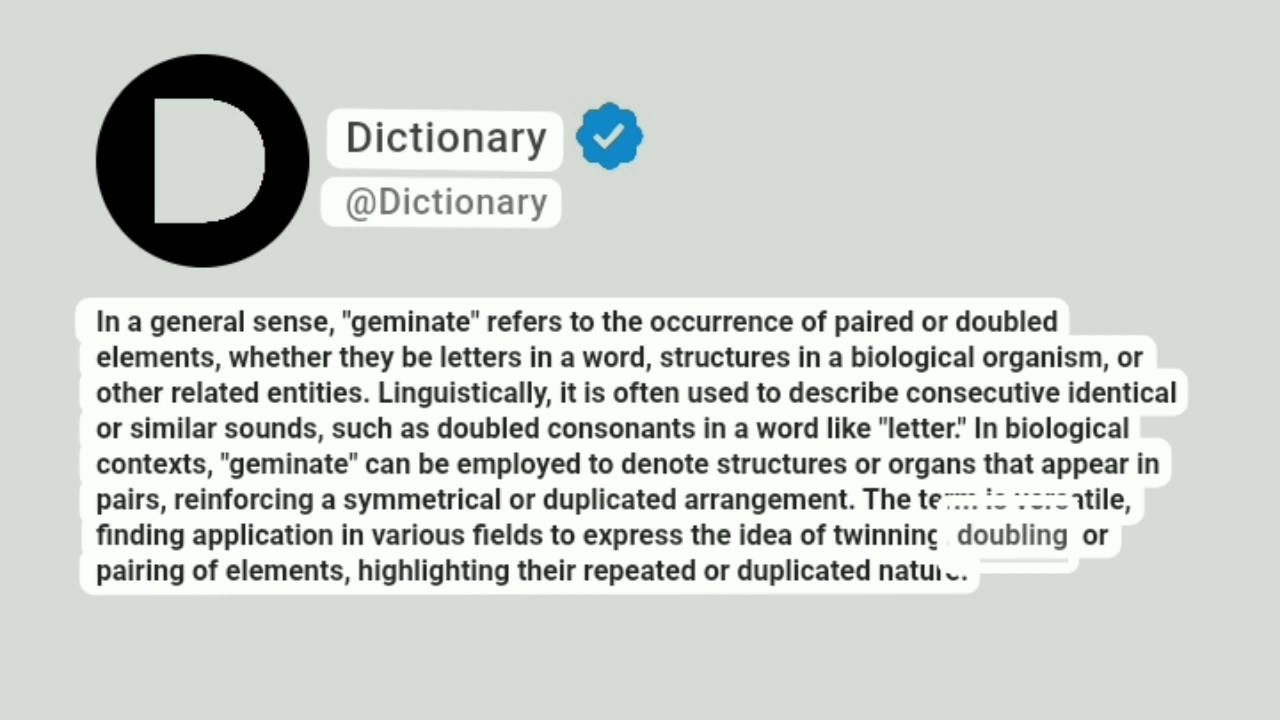 Dictionary
@Dictionary
In a general sense, "geminate" refers to the occurrence of paired or doubled
elements, whether they be letters in a word, structures in a biological organism, or
other related entities. Linguistically, it is often used to describe consecutive identical
or similar sounds, such as doubled consonants in a word like "letter." In biological
contexts, "geminate" can be employed to denote structures or organs that appear in
pairs, reinforcing a symmetrical or duplicated arrangement. The term is versatile,
finding application in various fields to express the idea of twinning doubling or
pairing of elements, highlighting their repeated or duplicated nature.